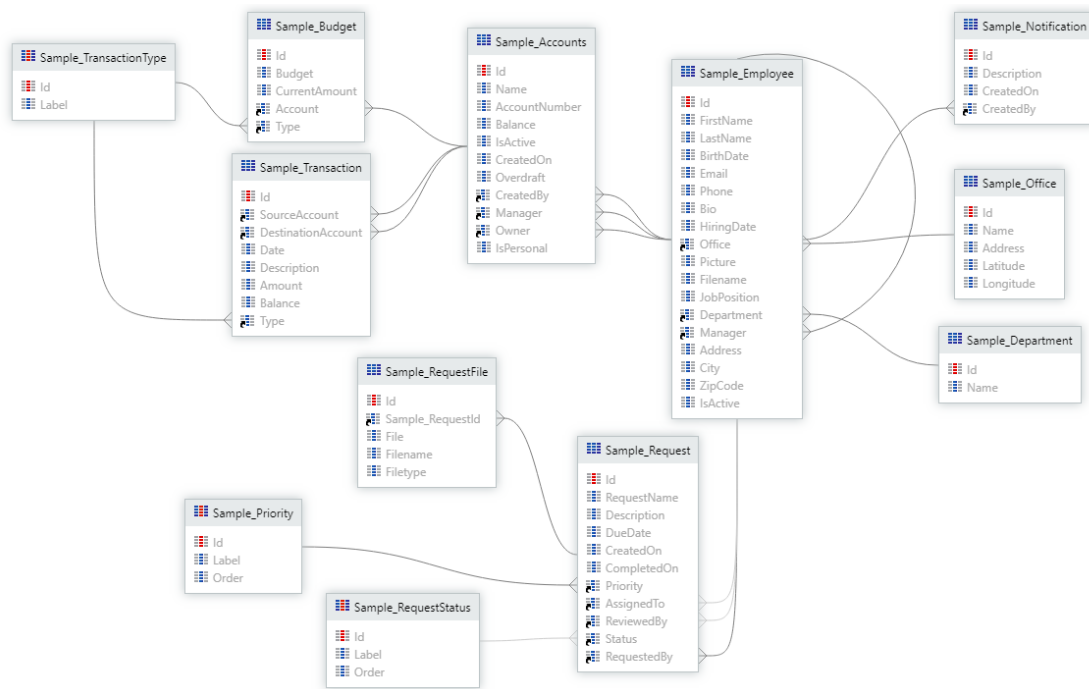 Sample_TransactionType
Id
Label
Sample_Budget
Id
Budget
CurrentAmount
Account
Type
Sample_Transaction
Id
SourceAccount
DestinationAccount
Date
Description
Amount
Balance
Type
Sample_Accounts
Id
Name
AccountNumber
Balance
IsActive
CreatedOn
Overdraft
CreatedBy
Manager
Owner
IsPersonal
Sample_Employee
Id
FirstName
LastName
BirthDate
Email
Phone
Bio
HiringDate
Office
Picture
Filename
JobPosition
Department
Manager
Address
City
ZipCode
IsActive
Sample_Notification
Id
Description
CreatedOn
CreatedBy
Sample_Office
Id
Name
Address
Latitude
Longitude
Sample_Department
Id
Name
Sample_RequestFile
Id
Sample_RequestId
File
Filename
Filetype
Sample_Request
Id
RequestName
Description
DueDate
CreatedOn
CompletedOn
Priority
AssignedTo
ReviewedBy
Status
RequestedBy
Sample_Priority
Id
Label
Order
Sample_RequestStatus
Id
Label
Order